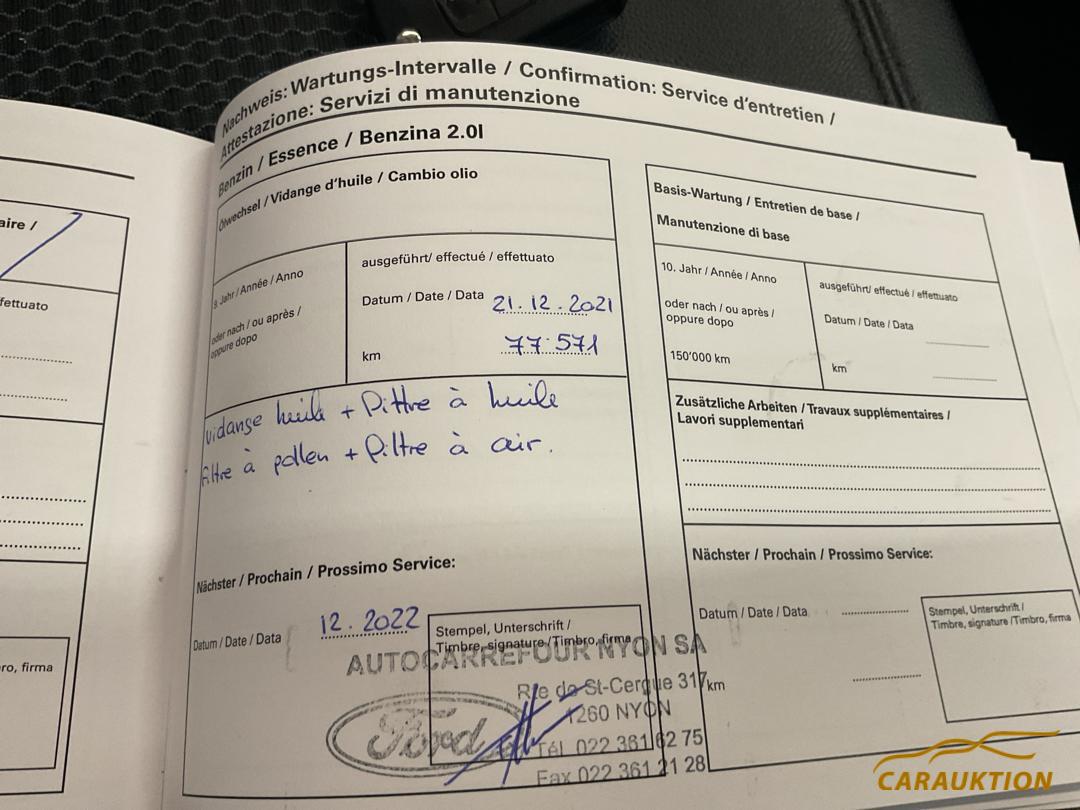 Nachweis: Wartungs-Intervalle / Confirmation: Service d'entretien /
Attestazione: Servizi di manutenzione
Benzin / Essence / Benzina 2.0l
aire /
fettuato
ro, firma
Ölwechsel / Vidange d'huile / Cambio olio
9. Jahr / Année / Anno
oder nach / ou après /
oppure dopo
ausgeführt/ effectué / effettuato
Datum / Date / Data 21.12.2021
km 77'571
vidange huile + filtre à huile
filtre à pollen + filtre à air.
Nächster / Prochain / Prossimo Service:
Datum / Date / Data 12.2022
Stempel, Unterschrift /
Timbre, signature /Timbro, firma
AUTOCARREFOUR NYON SA
Rte de St-Cergue 317
1260 NYON
Tél. 022 361 62 75
Fax 022 361 21 28
Ford
km
Basis-Wartung / Entretien de base /
Manutenzione di base
10. Jahr / Année / Anno
oder nach / ou après /
oppure dopo
150'000 km
ausgeführt/ effectué / effettuato
Datum / Date / Data
km
Zusätzliche Arbeiten / Travaux supplémentaires /
Lavori supplementari
Nächster / Prochain / Prossimo Service:
Datum / Date / Data
Stempel, Unterschrift /
Timbre, signature /Timbro, firma
CARAUKTION